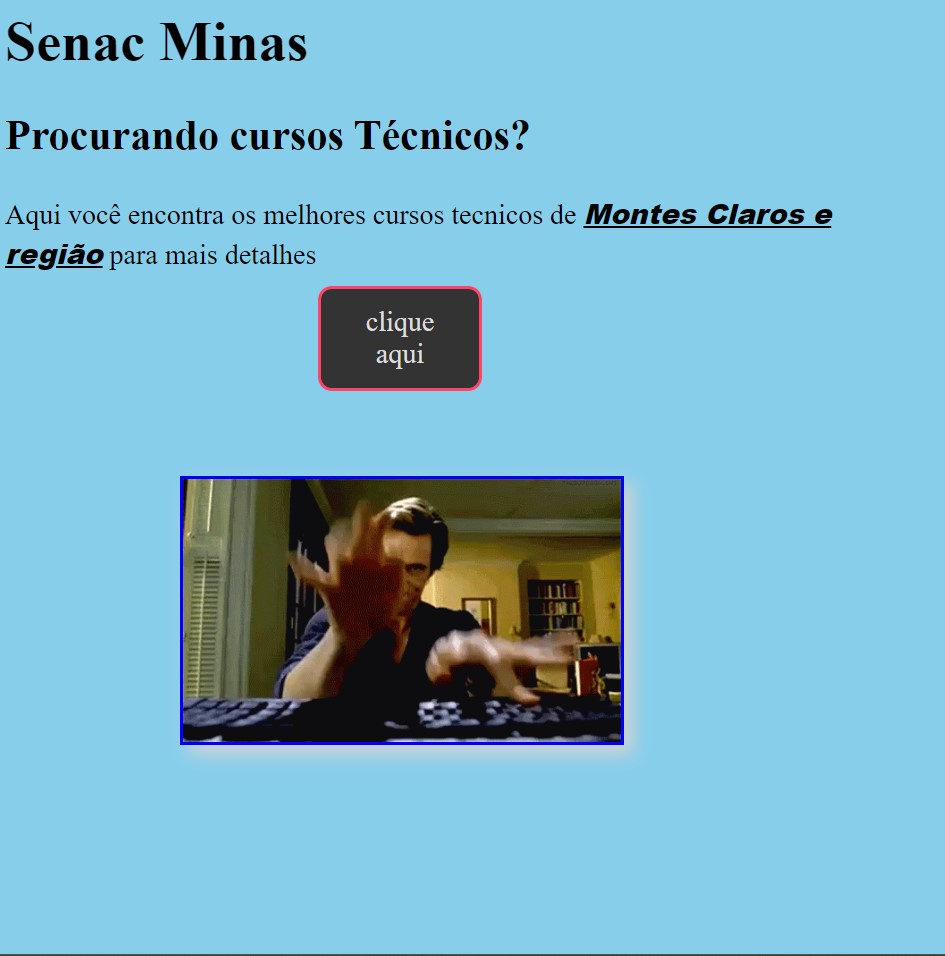 Senac Minas
Procurando cursos Técnicos?
Aqui você encontra os melhores cursos tecnicos de Montes Claros e
região para mais detalhes
clique
aqui